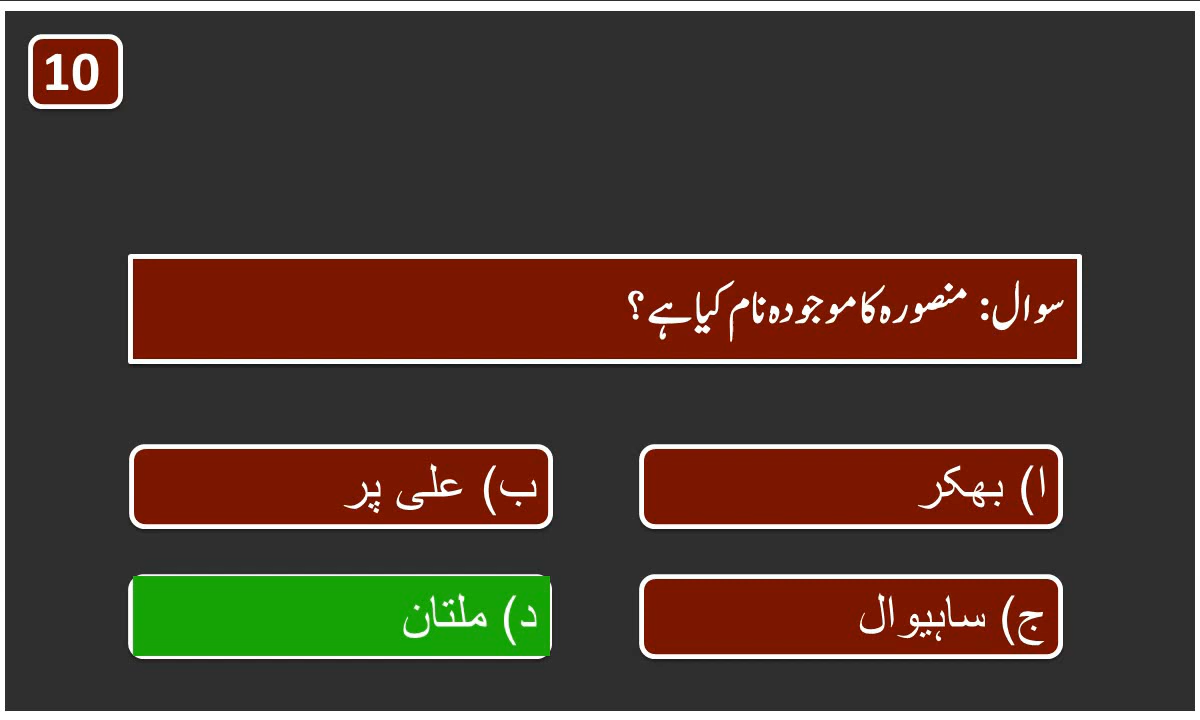 10
سوال: منصورہ کا موجودہ نام کیا ہے؟
ا) بھکر
ب) علی پر
ج) ساہیوال
د) ملتان